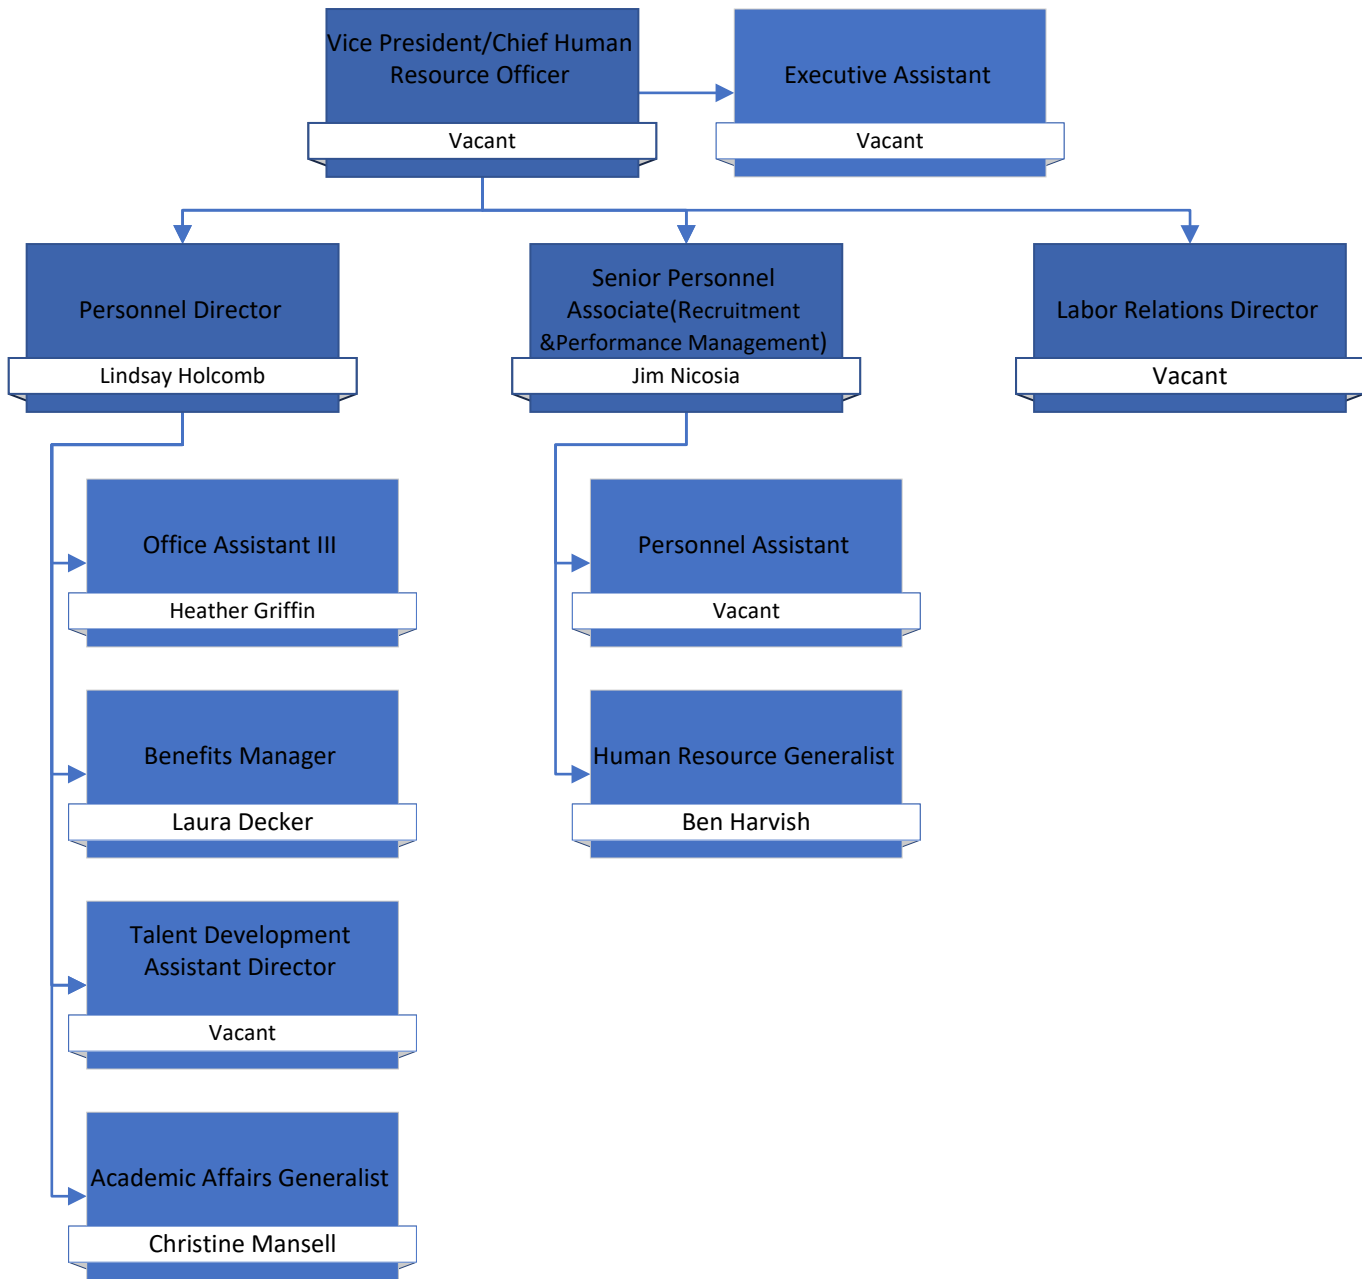 Vice President/Chief Human
Resource Officer
Vacant
Executive Assistant
Vacant
Personnel Director
Lindsay Holcomb
Senior Personnel
Associate(Recruitment
&Performance Management)
Jim Nicosia
Labor Relations Director
Vacant
Office Assistant III
Heather Griffin
Personnel Assistant
Vacant
Benefits Manager
Laura Decker
Human Resource Generalist
Ben Harvish
Talent Development
Assistant Director
Vacant
Academic Affairs Generalist
Christine Mansell